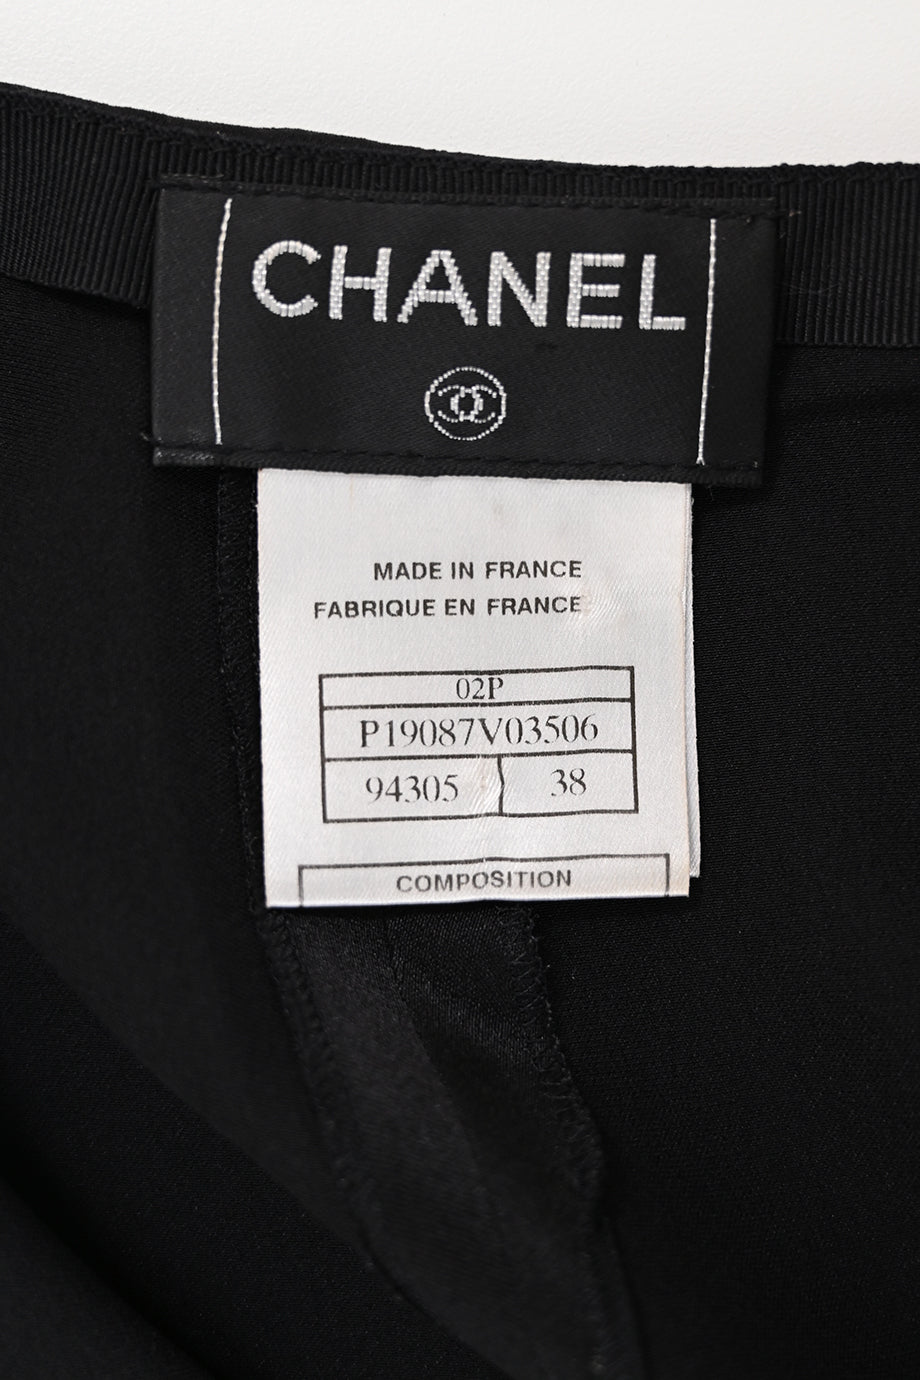 CHANEL
MADE IN FRANCE
FABRIQUE EN FRANCE
02P
P19087V03506
94305 38
COMPOSITION